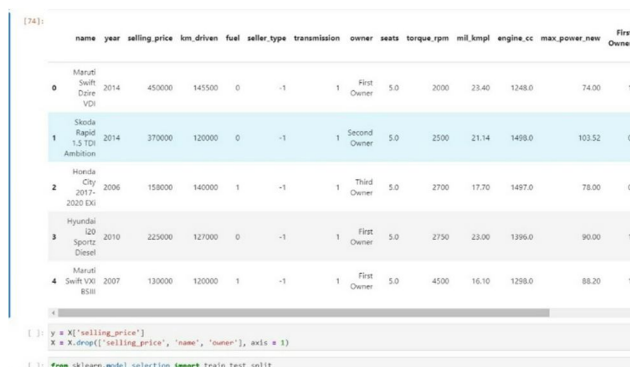 [74]:
name year selling_price km_driven fuel seller_type transmission owner seats torque_rpm mil_kmpl engine_cc max_power_new First Owner
0 Maruti Swift Dzire VDI 2014 450000 145500 0 -1 1 First Owner 5.0 2000 23.40 1248.0 74.00 1
1 Skoda Rapid 1.5 TDI Ambition 2014 370000 120000 0 -1 1 Second Owner 5.0 2500 21.14 1498.0 103.52
2 Honda City 2017-2020 EXi 2006 158000 140000 1 -1 1 Third Owner 5.0 2700 17.70 1497.0 78.00
3 Hyundai i20 Sportz Diesel 2010 225000 127000 0 -1 1 First Owner 5.0 2750 23.00 1396.0 90.00 1
4 Maruti Swift VXI BSIII 2007 130000 120000 1 -1 1 First Owner 5.0 4500 16.10 1298.0 88.20 1
[ ]: y = X['selling_price']
X = X.drop(['selling_price', 'name', 'owner'], axis = 1)
[ ]: from sklearn.model_selection import train_test_split